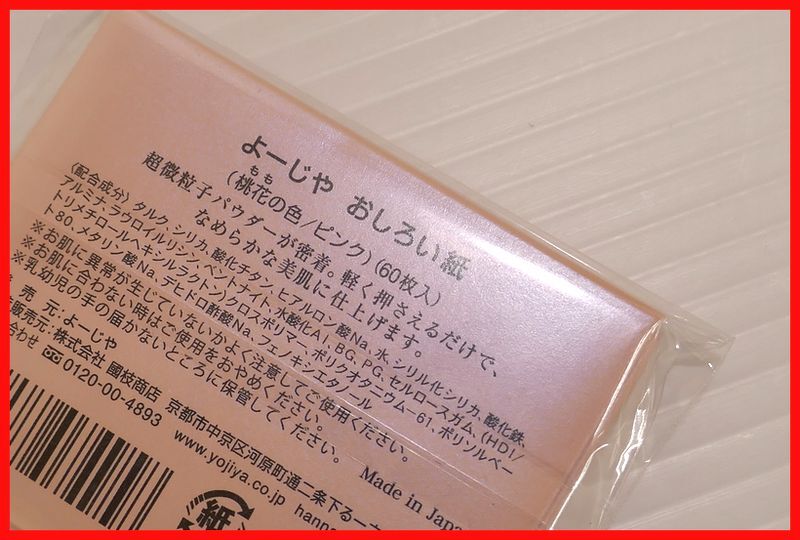 よーじや おしろい紙
もも
(桃花の色/ピンク) (60枚入)
超微粒子パウダーが密着。軽く押さえるだけで、
なめらかな美肌に仕上げます。
〈配合成分〉タルク、シリカ、酸化チタン、ヒアルロン酸Na、水、シリル化シリカ、酸化鉄、
アルミナ、ラウロイルリシン、ベントナイト、水酸化Al、BG、PG、セルロースガム、(HDI/
トリメチロールヘキシルラクトン)クロスポリマー、ポリクオタニウム-61、ポリソルベー
ト80、メタリン酸Na、デヒドロ酢酸Na、フェノキシエタノール
※お肌に異常が生じていないかよく注意してご使用ください。
※お肌に合わない時はご使用をおやめください。
※乳幼児の手の届かないところに保管してください。
売 元:よーじや
販売元:株式会社 國枝商店 京都市中京区河原町通二条下る一
合わせ 0120-00-4893 www.yojiya.co.jp
Made in Japa
紙